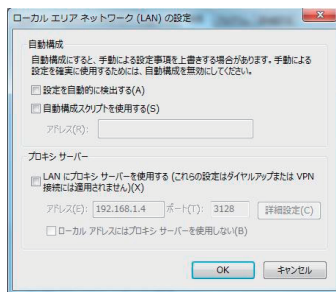 ローカル エリア ネットワーク (LAN) の設定
自動構成
自動構成にすると、手動による設定事項を上書きする場合があります。手動による
設定を確実に使用するためには、自動構成を無効にしてください。
設定を自動的に検出する(A)
自動構成スクリプトを使用する(S)
アドレス(R):
プロキシ サーバー
LAN にプロキシ サーバーを使用する (これらの設定はダイヤルアップまたは VPN
接続には適用されません)(X)
アドレス(E): 192.168.1.4 ポート(T): 3128 詳細設定(C)
ローカル アドレスにはプロキシ サーバーを使用しない(B)
OK キャンセル